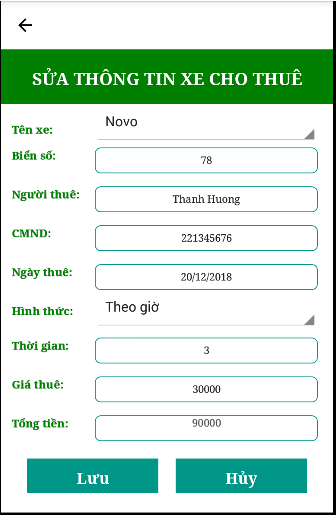 SỬA THÔNG TIN XE CHO THUÊ
Tên xe: Novo
Biển số: 78
Người thuê: Thanh Huong
CMND: 221345676
Ngày thuê: 20/12/2018
Hình thức: Theo giờ
Thời gian: 3
Giá thuê: 30000
Tổng tiền: 90000
Lưu Hủy